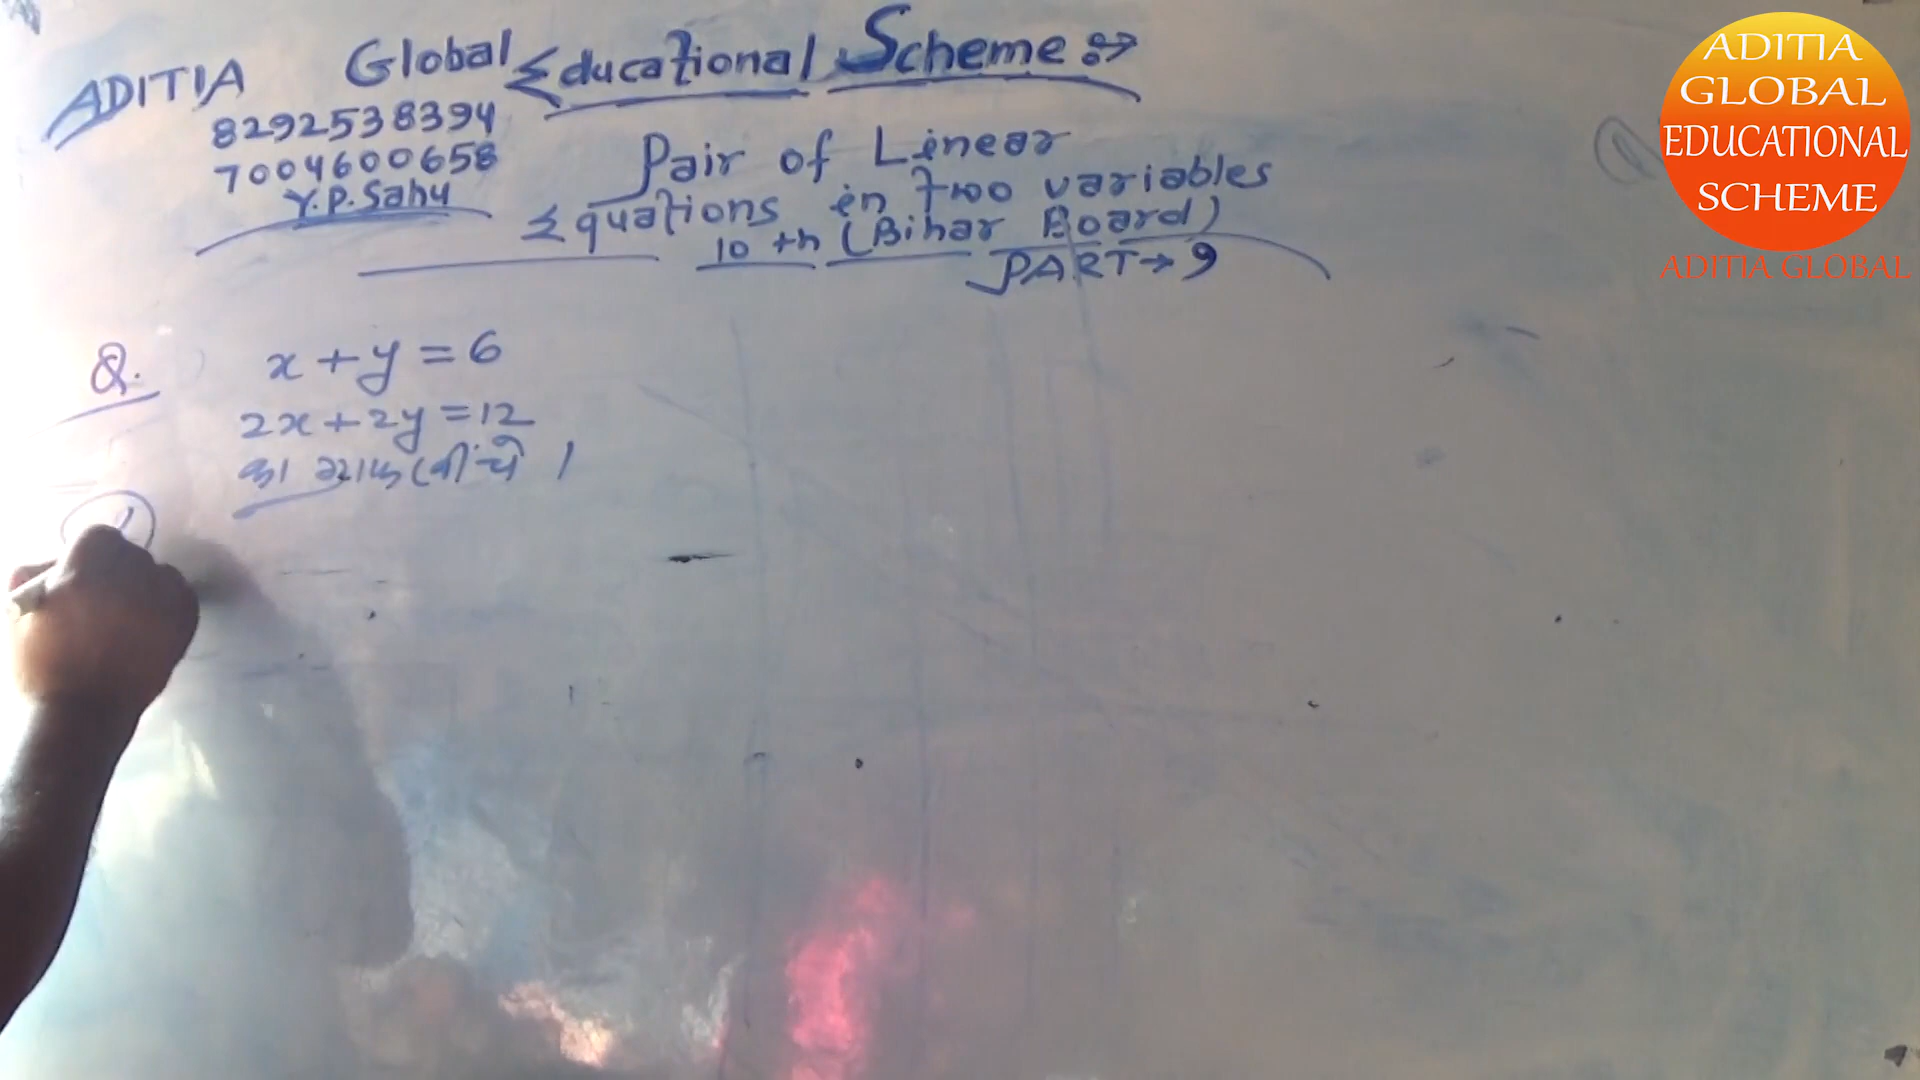 ADITIA Global Educational Scheme :→
8292538394
7004600658
Y.P. Sahu
Pair of Linear
Equations in two variables
10 th (Bihar Board)
PART → 9
Q. x + y = 6
2x + 2y = 12
का ग्राफ खींचे ।
ADITIA
GLOBAL
EDUCATIONAL
SCHEME
ADITIA GLOBAL